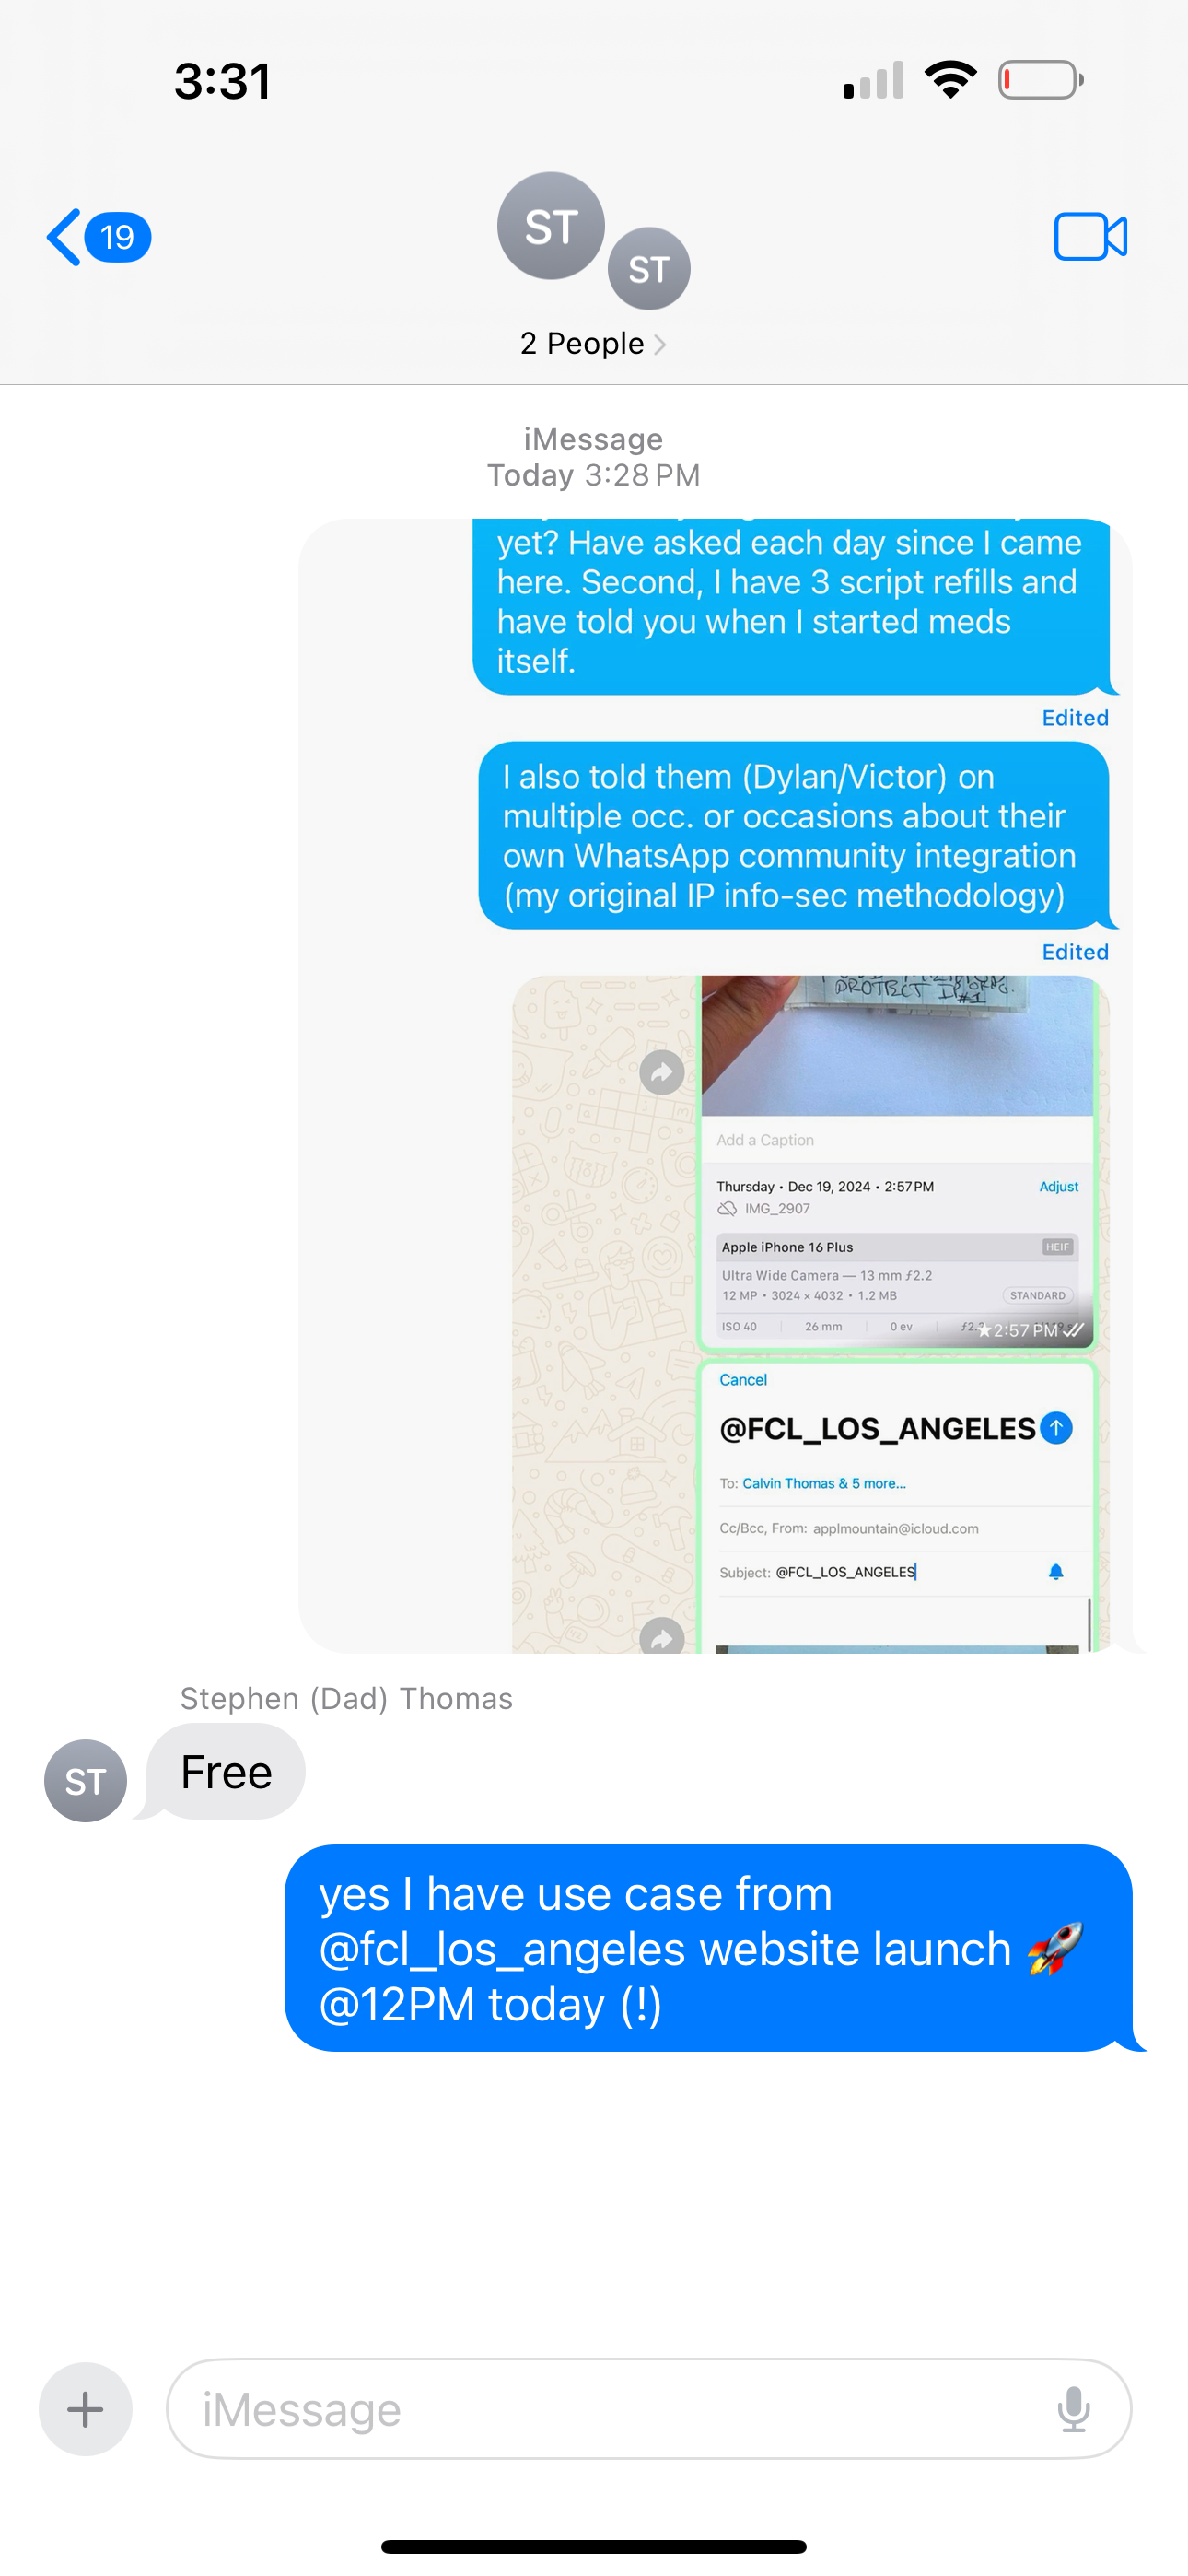 3:31
19
ST
ST
2 People
iMessage
Today 3:28 PM
yet? Have asked each day since I came
here. Second, I have 3 script refills and
have told you when I started meds
itself.
Edited
I also told them (Dylan/Victor) on
multiple occ. or occasions about their
own WhatsApp community integration
(my original IP info-sec methodology)
Edited
PROTECT IP
#1
Add a Caption
Thursday • Dec 19, 2024 • 2:57 PM
Adjust
IMG_2907
Apple iPhone 16 Plus
HEIF
Ultra Wide Camera — 13 mm ƒ2.2
12 MP • 3024 × 4032 • 1.2 MB
STANDARD
ISO 40
26 mm
0 ev
2:57 PM
Cancel
@FCL_LOS_ANGELES
To: Calvin Thomas & 5 more...
Cc/Bcc, From: applmountain@icloud.com
Subject: @FCL_LOS_ANGELES
Stephen (Dad) Thomas
ST
Free
yes I have use case from
@fcl_los_angeles website launch 🚀
@12PM today (!)
iMessage